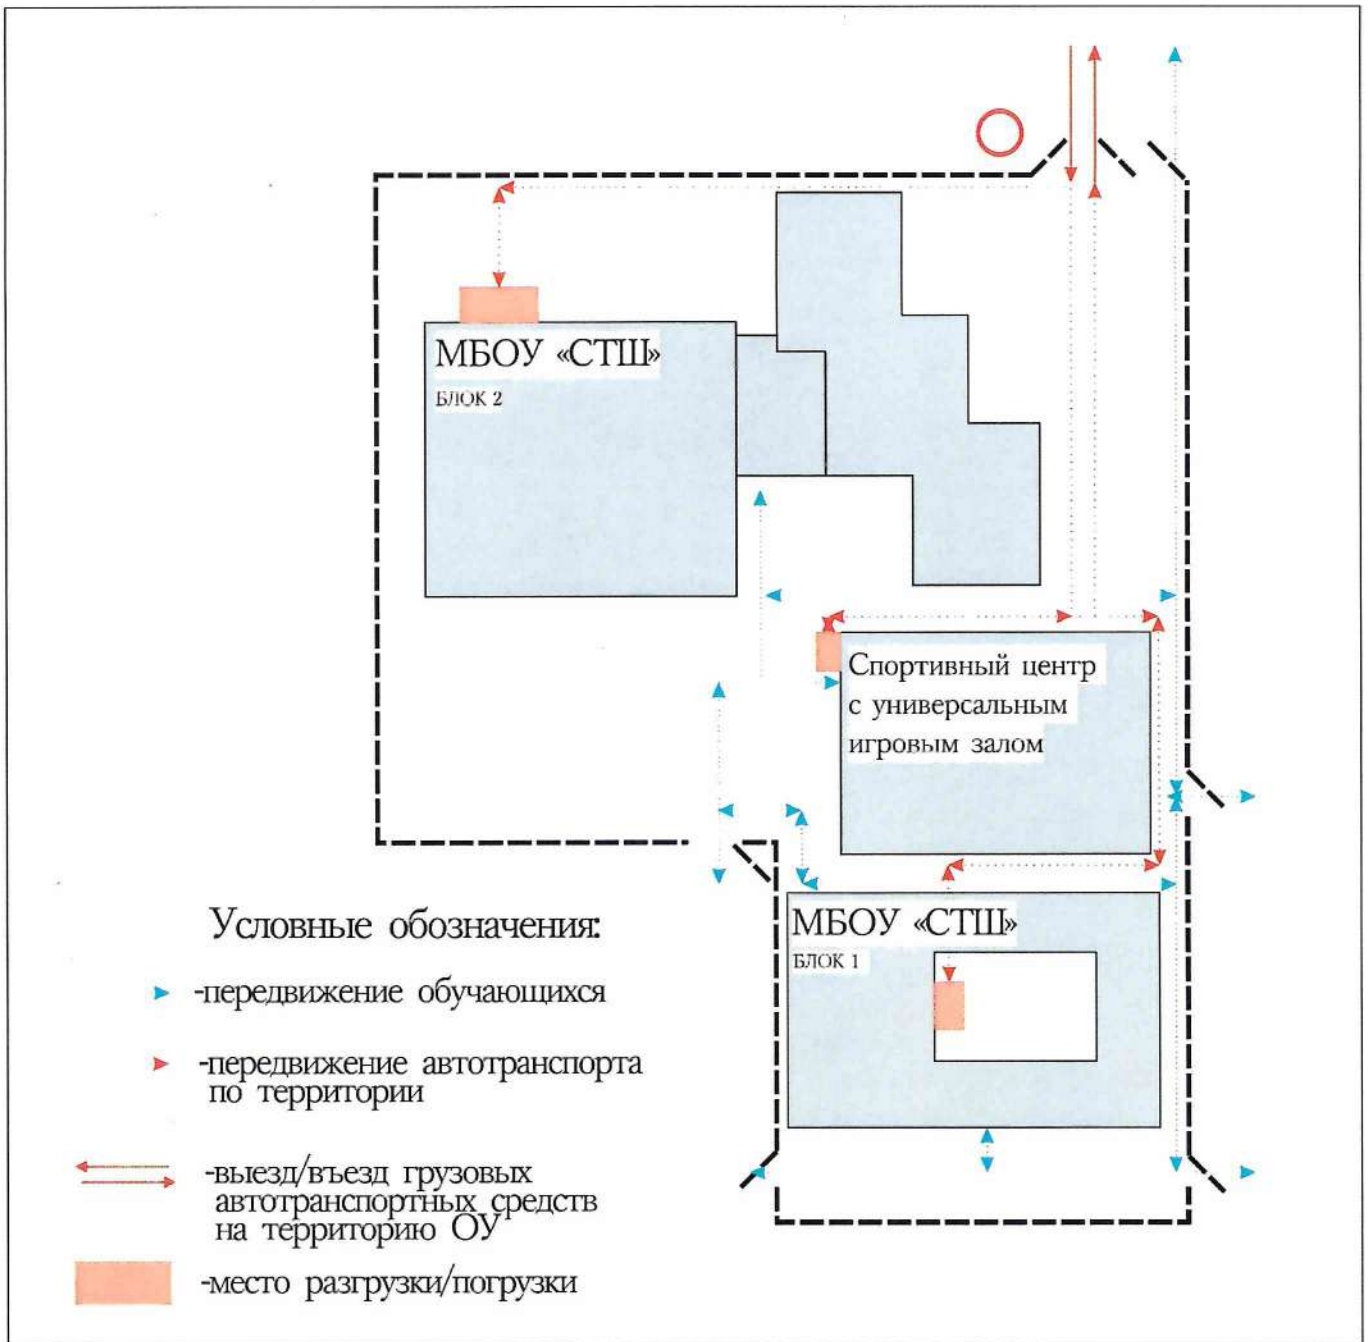 МБОУ «СТШ»
БЛОК 2
Спортивный центр
с универсальным
игровым залом
МБОУ «СТШ»
БЛОК 1
Условные обозначения:
-передвижение обучающихся
-передвижение автотранспорта
по территории
-выезд/въезд грузовых
автотранспортных средств
на территорию ОУ
-место разгрузки/погрузки